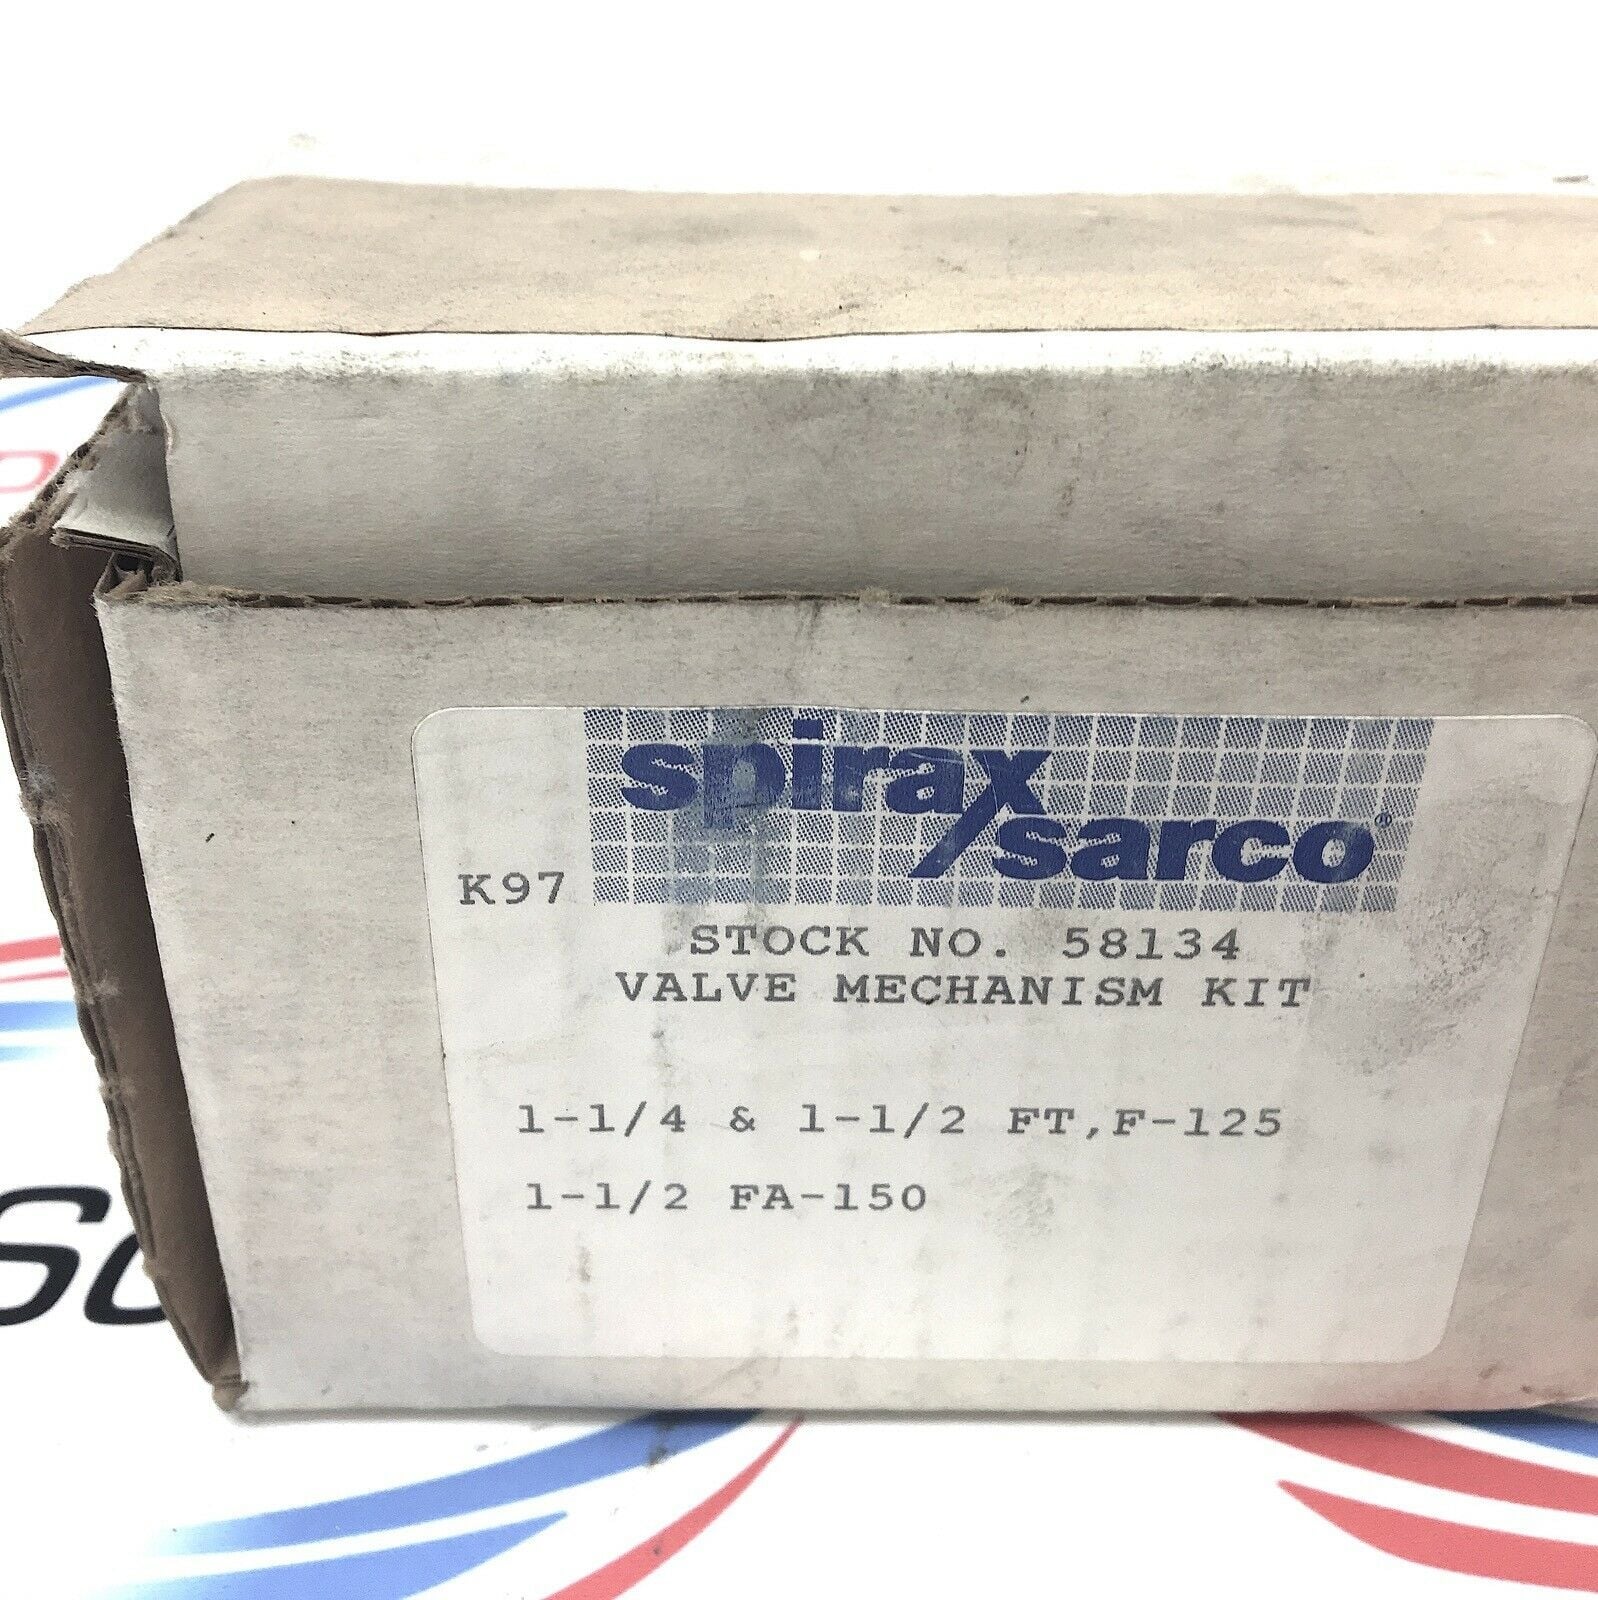 spirax
/sarco®
K97
STOCK NO. 58134
VALVE MECHANISM KIT
1-1/4 & 1-1/2 FT,F-125
1-1/2 FA-150